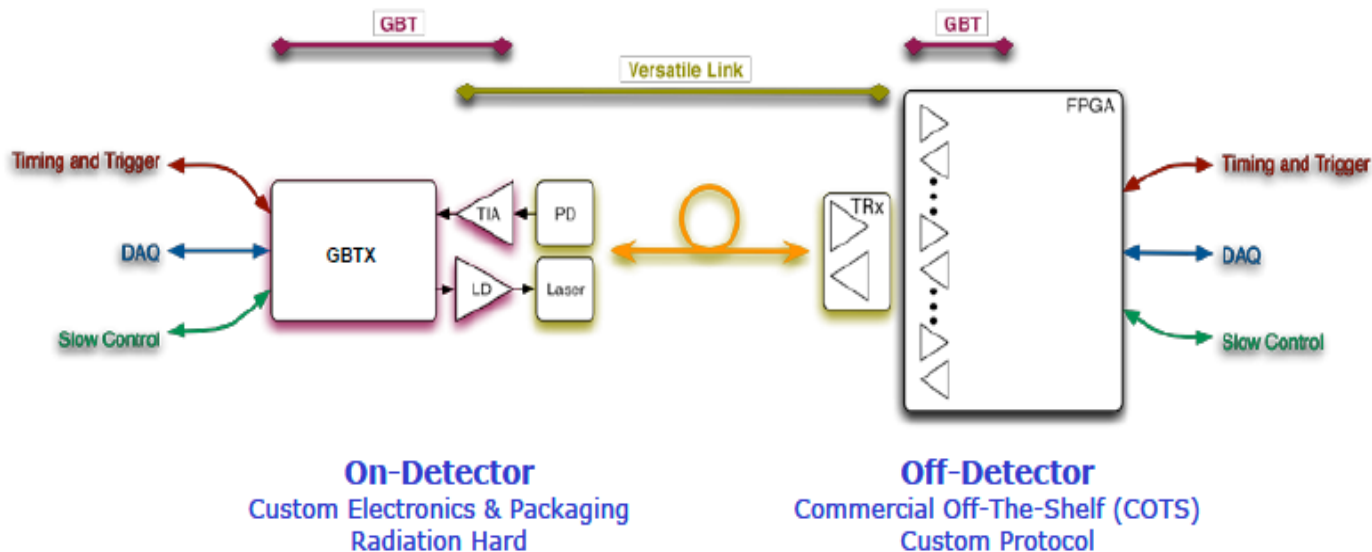 GBT
GBT
Versatile Link
FPGA
Timing and Trigger
DAQ
Slow Control
GBTX
TIA
PD
LD
Laser
TRx
Timing and Trigger
DAQ
Slow Control
On-Detector
Custom Electronics & Packaging
Radiation Hard
Off-Detector
Commercial Off-The-Shelf (COTS)
Custom Protocol